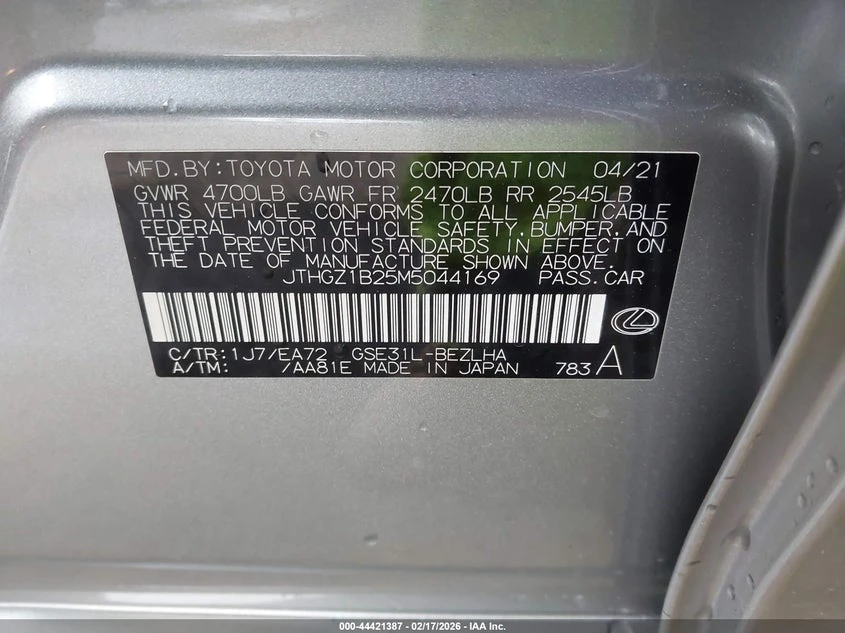 MFD.BY:TOYOTA MOTOR CORPORATION 04/21
GVWR 4700LB GAWR FR 2470LB RR 2545LB
THIS VEHICLE CONFORMS TO ALL APPLICABLE
FEDERAL MOTOR VEHICLE SAFETY,BUMPER,AND
THEFT PREVENTION STANDARDS IN EFFECT ON
THE DATE OF MANUFACTURE SHOWN ABOVE.
JTHGZ1B25M5044169 PASS.CAR
C/TR:1J7/EA72 GSE31L-BEZLHA
A/TM: /AA81E MADE IN JAPAN 783 A
000-44421387 - 02/17/2026 - IAA Inc.